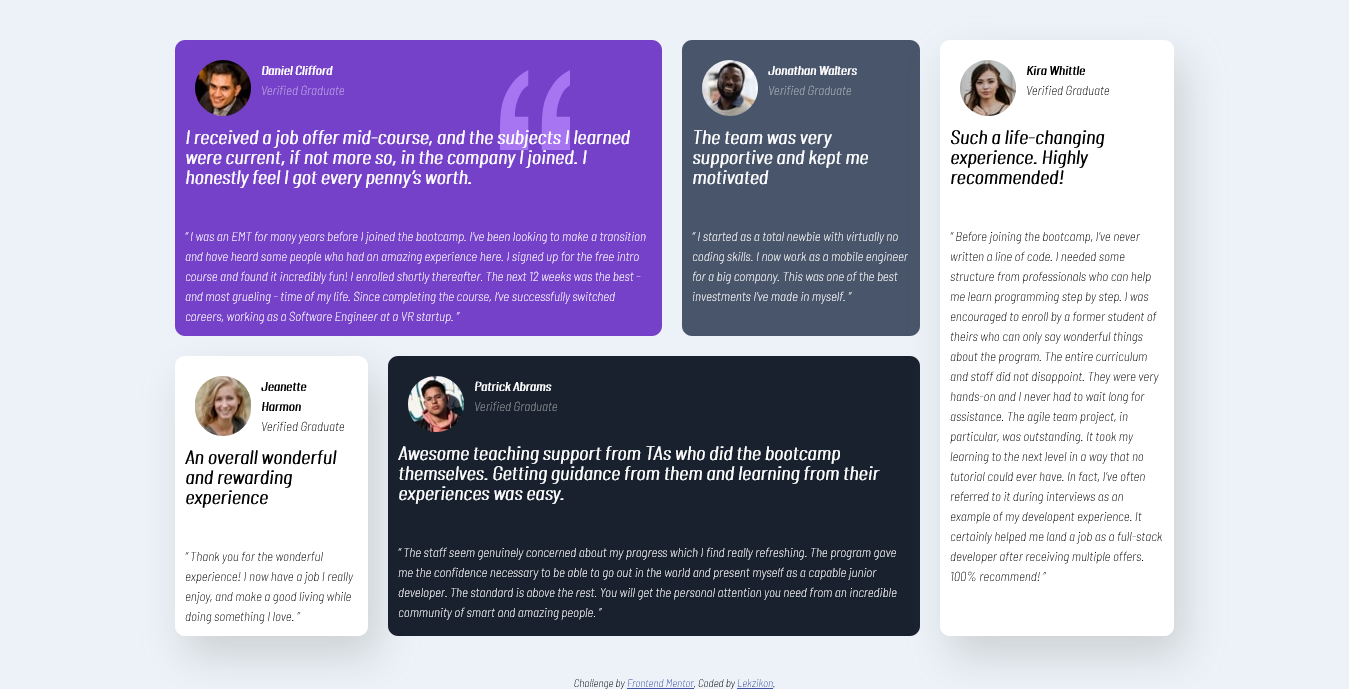 Daniel Clifford
Verified Graduate
I received a job offer mid-course, and the subjects I learned
were current, if not more so, in the company I joined. I
honestly feel I got every penny’s worth.
“ I was an EMT for many years before I joined the bootcamp. I’ve been looking to make a transition
and have heard some people who had an amazing experience here. I signed up for the free intro
course and found it incredibly fun! I enrolled shortly thereafter. The next 12 weeks was the best -
and most grueling - time of my life. Since completing the course, I’ve successfully switched
careers, working as a Software Engineer at a VR startup. ”
Jonathan Walters
Verified Graduate
The team was very
supportive and kept me
motivated
“ I started as a total newbie with virtually no
coding skills. I now work as a mobile engineer
for a big company. This was one of the best
investments I’ve made in myself. ”
Kira Whittle
Verified Graduate
Such a life-changing
experience. Highly
recommended!
“ Before joining the bootcamp, I’ve never
written a line of code. I needed some
structure from professionals who can help
me learn programming step by step. I was
encouraged to enroll by a former student of
theirs who can only say wonderful things
about the program. The entire curriculum
and staff did not disappoint. They were very
hands-on and I never had to wait long for
assistance. The agile team project, in
particular, was outstanding. It took my
learning to the next level in a way that no
tutorial could ever have. In fact, I’ve often
referred to it during interviews as an
example of my developent experience. It
certainly helped me land a job as a full-stack
developer after receiving multiple offers.
100% recommend! ”
Jeanette
Harmon
Verified Graduate
An overall wonderful
and rewarding
experience
“ Thank you for the wonderful
experience! I now have a job I really
enjoy, and make a good living while
doing something I love. ”
Patrick Abrams
Verified Graduate
Awesome teaching support from TAs who did the bootcamp
themselves. Getting guidance from them and learning from their
experiences was easy.
“ The staff seem genuinely concerned about my progress which I find really refreshing. The program gave
me the confidence necessary to be able to go out in the world and present myself as a capable junior
developer. The standard is above the rest. You will get the personal attention you need from an incredible
community of smart and amazing people. ”
Challenge by Frontend Mentor. Coded by Lekzikon.